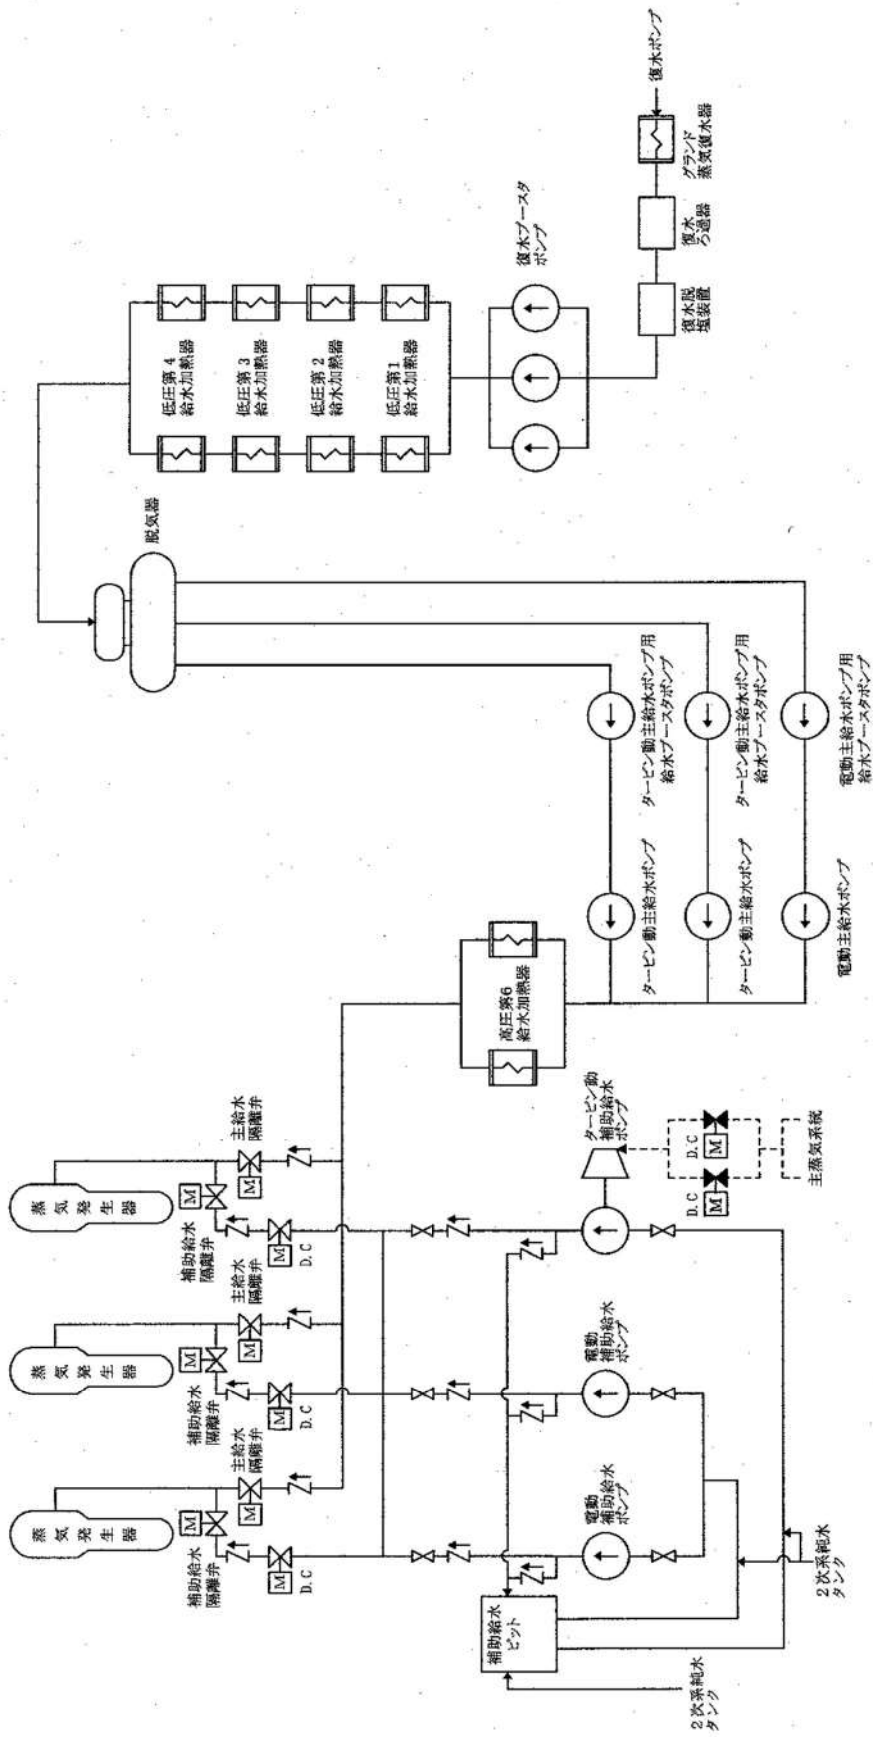 蒸気発生器
蒸気発生器
蒸気発生器
M
補助給水
隔離弁
M
主給水
隔離弁
M
D.C
M
補助給水
隔離弁
M
主給水
隔離弁
M
D.C
M
補助給水
隔離弁
M
主給水
隔離弁
M
D.C
補助給水
ピット
2次系純水
タンク
2次系純水
タンク
電動
補助給水
ポンプ
電動
補助給水
ポンプ
タービン動
補助給水
ポンプ
D.C
M
D.C
M
主蒸気系統
高圧第6
給水加熱器
タービン動主給水ポンプ
タービン動主給水ポンプ
電動主給水ポンプ
タービン動主給水ポンプ用
給水ブースタポンプ
タービン動主給水ポンプ用
給水ブースタポンプ
電動主給水ポンプ用
給水ブースタポンプ
脱気器
低圧第4
給水加熱器
低圧第3
給水加熱器
低圧第2
給水加熱器
低圧第1
給水加熱器
復水ブースタ
ポンプ
復水脱
塩装置
復水
ろ過器
グランド
蒸気復水器
復水ポンプ